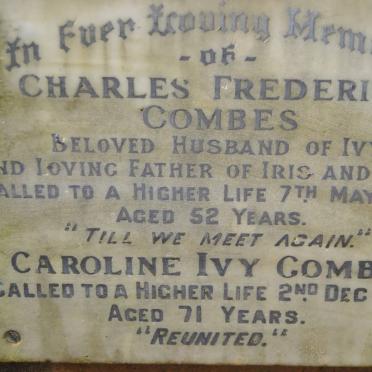 In Ever Loving Mem
- OF -
CHARLES FREDERI
COMBES
BELOVED HUSBAND OF IV
ND LOVING FATHER OF IRIS AND
ALLED TO A HIGHER LIFE 7TH MAY
AGED 52 YEARS.
"TILL WE MEET AGAIN."
CAROLINE IVY COMB
CALLED TO A HIGHER LIFE 2ND DEC
AGED 71 YEARS.
"REUNITED."